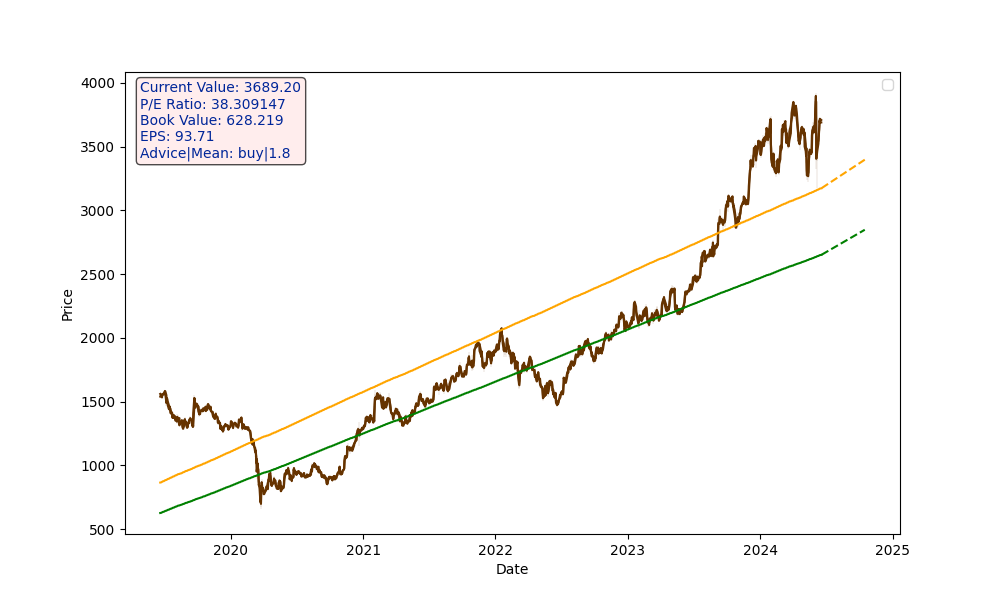 Current Value: 3689.20
P/E Ratio: 38.309147
Book Value: 628.219
EPS: 93.71
Advice|Mean: buy|1.8
4000
3500
3000
2500
2000
1500
1000
500
Price
2020
2021
2022
2023
2024
2025
Date